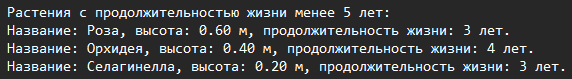 Растения с продолжительностью жизни менее 5 лет:
Название: Роза, высота: 0.60 м, продолжительность жизни: 3 лет.
Название: Орхидея, высота: 0.40 м, продолжительность жизни: 4 лет.
Название: Селагинелла, высота: 0.20 м, продолжительность жизни: 3 лет.